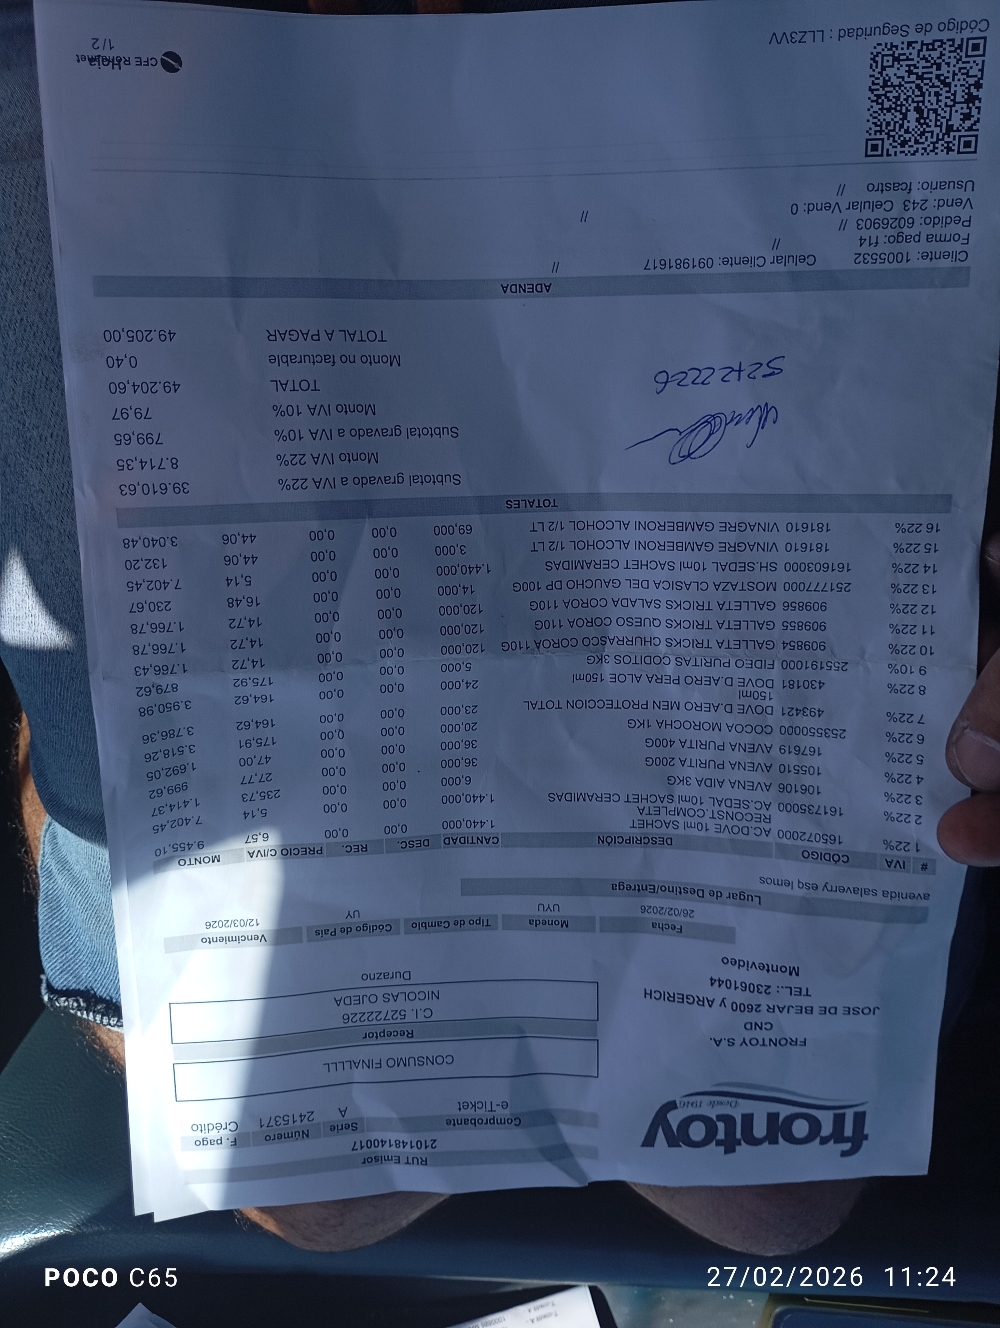 frontoy
Desde 1946
FRONTOY S.A.
CND
JOSE DE BEJAR 2600 y ARGERICH
TEL.: 23061044
Montevideo
RUT Emisor
210148140017
Comprobante Serie Número F. pago
e-Ticket A 2415371 Crédito
CONSUMO FINALLLL
Receptor
C.I. 52722226
NICOLAS OJEDA
Durazno
Fecha Moneda Tipo de Cambio Código de País Vencimiento
26/02/2026 UYU UY 12/03/2026
Lugar de Destino/Entrega
avenida salaverry esq lemos
# IVA CÓDIGO DESCRIPCIÓN CANTIDAD DESC. REC. PRECIO C/IVA MONTO
1 22% 165072000 AC.DOVE 10ml SACHET 1.440,000 0,00 0,00 6,57 9.455,10
RECONST.COMPLETA
2 22% 161735000 AC.SEDAL 10ml SACHET CERAMIDAS 1.440,000 0,00 0,00 5,14 7.402,45
3 22% 106106 AVENA AIDA 3KG 6,000 0,00 0,00 235,73 1.414,37
4 22% 105510 AVENA PURITA 200G 36,000 0,00 0,00 27,77 999,62
5 22% 197619 AVENA PURITA 400G 36,000 0,00 0,00 47,00 1.692,05
6 22% 253550000 COCOA MOROCHA 1KG 20,000 0,00 0,00 175,91 3.518,26
7 22% 493421 DOVE D.AERO MEN PROTECCION TOTAL 23,000 0,00 0,00 164,62 3.786,36
150ml
8 22% 430181 DOVE D.AERO PERA ALOE 150ml 24,000 0,00 0,00 164,62 3.950,98
9 10% 255191000 FIDEO PURITAS CODITOS 3KG 5,000 0,00 0,00 175,92 879,62
10 22% 909854 GALLETA TRICKS CHURRASCO COROA 110G 120,000 0,00 0,00 14,72 1.766,43
11 22% 909855 GALLETA TRICKS QUESO COROA 110G 120,000 0,00 0,00 14,72 1.766,78
12 22% 909856 GALLETA TRICKS SALADA COROA 110G 120,000 0,00 0,00 14,72 1.766,78
13 22% 251777000 MOSTAZA CLASICA DEL GAUCHO DP 100G 14,000 0,00 0,00 16,48 230,67
14 22% 161603000 SH.SEDAL 10ml SACHET CERAMIDAS 1.440,000 0,00 0,00 5,14 7.402,45
15 22% 181610 VINAGRE GAMBERONI ALCOHOL 1/2 LT 3,000 0,00 0,00 44,06 132,20
16 22% 181610 VINAGRE GAMBERONI ALCOHOL 1/2 LT 69,000 0,00 0,00 44,06 3.040,48
TOTALES
Subtotal gravado a IVA 22% 39.610,63
Monto IVA 22% 8.714,35
Subtotal gravado a IVA 10% 799,65
Monto IVA 10% 79,97
TOTAL 49.204,60
Monto no facturable 0,40
TOTAL A PAGAR 49.205,00
52722226
ADENDA
Cliente: 1005532 Celular Cliente: 091981617 //
Forma pago: f14 //
Pedido: 6026903 //
Vend: 243 Celular Vend: 0 //
Usuario: fcastro //
Código de Seguridad : LLZ3VV
CFE Rondanet
Hoja
1/2
POCO C65
27/02/2026 11:24